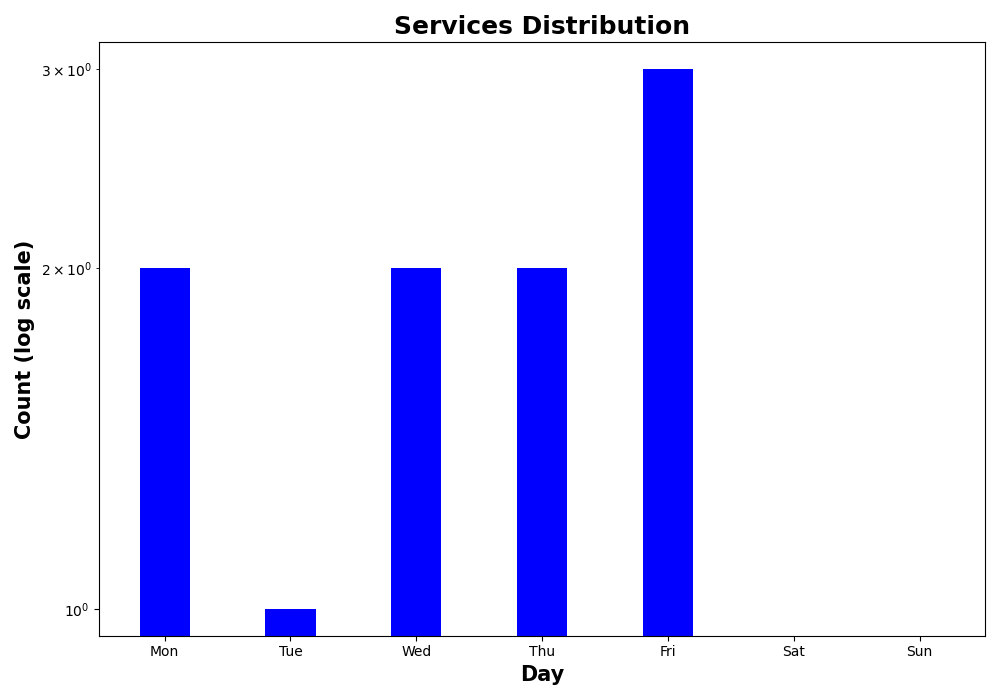 Services Distribution
Count (log scale)
3 × 10⁰
2 × 10⁰
10⁰
Mon Tue Wed Thu Fri Sat Sun
Day